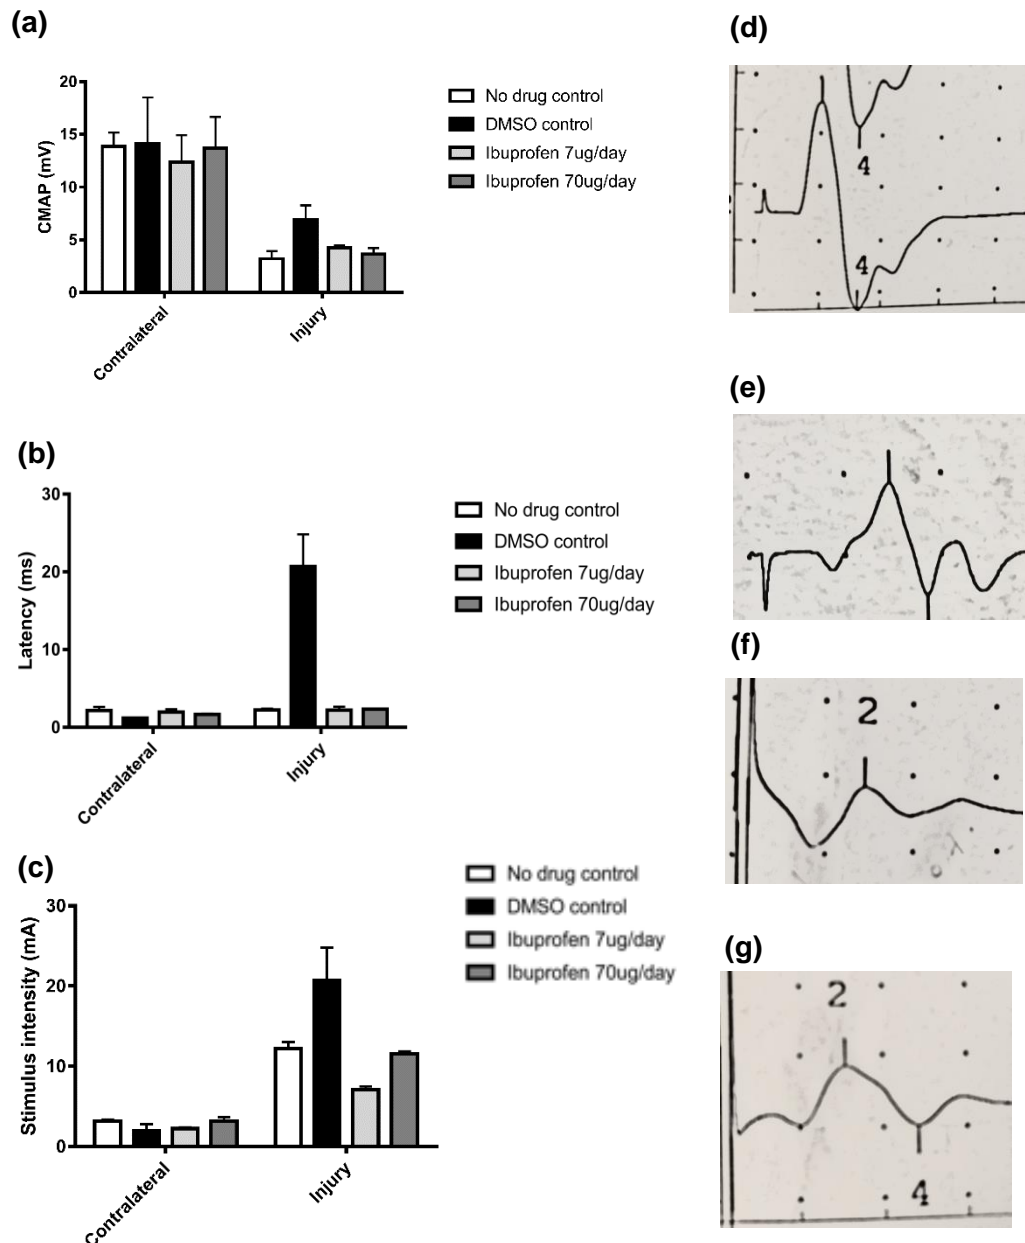 (a)
20
15
10
5
0
CMAP (mV)
Contralateral
Injury
No drug control
DMSO control
Ibuprofen 7ug/day
Ibuprofen 70ug/day
(b)
30
20
10
0
Latency (ms)
Contralateral
Injury
No drug control
DMSO control
Ibuprofen 7ug/day
Ibuprofen 70ug/day
(c)
30
20
10
0
Stimulus intensity (mA)
Contralateral
Injury
No drug control
DMSO control
Ibuprofen 7ug/day
Ibuprofen 70ug/day
(d)
4
4
(e)
(f)
2
(g)
2
4